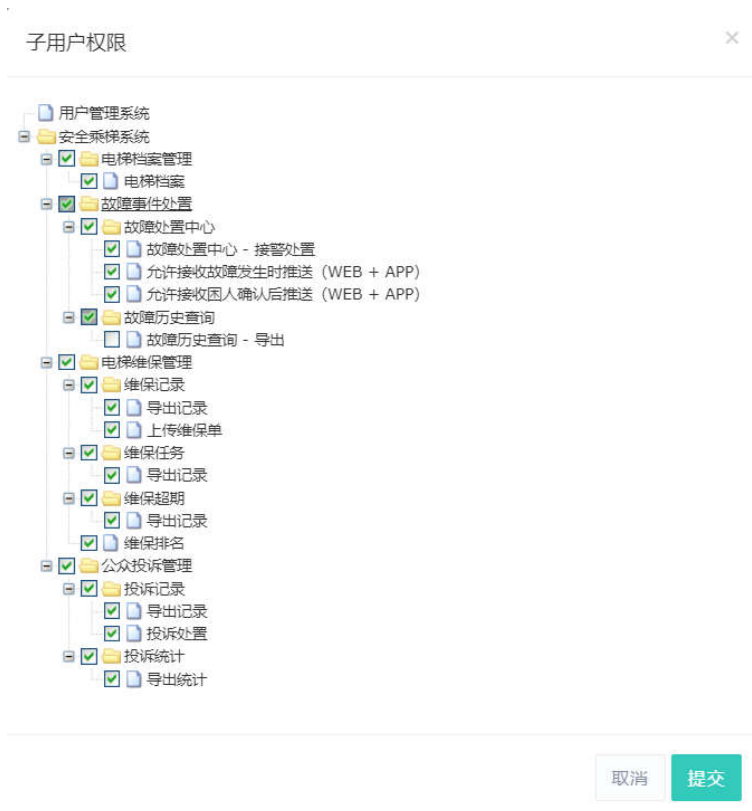 子用户权限
用户管理系统
安全乘梯系统
电梯档案管理
电梯档案
故障事件处置
故障处置中心
故障处置中心 - 接警处置
允许接收故障发生时推送（WEB + APP）
允许接收困人确认后推送（WEB + APP）
故障历史查询
故障历史查询 - 导出
电梯维保管理
维保记录
导出记录
上传维保单
维保任务
导出记录
维保超期
导出记录
维保排名
公众投诉管理
投诉记录
导出记录
投诉处置
投诉统计
导出统计
取消 提交